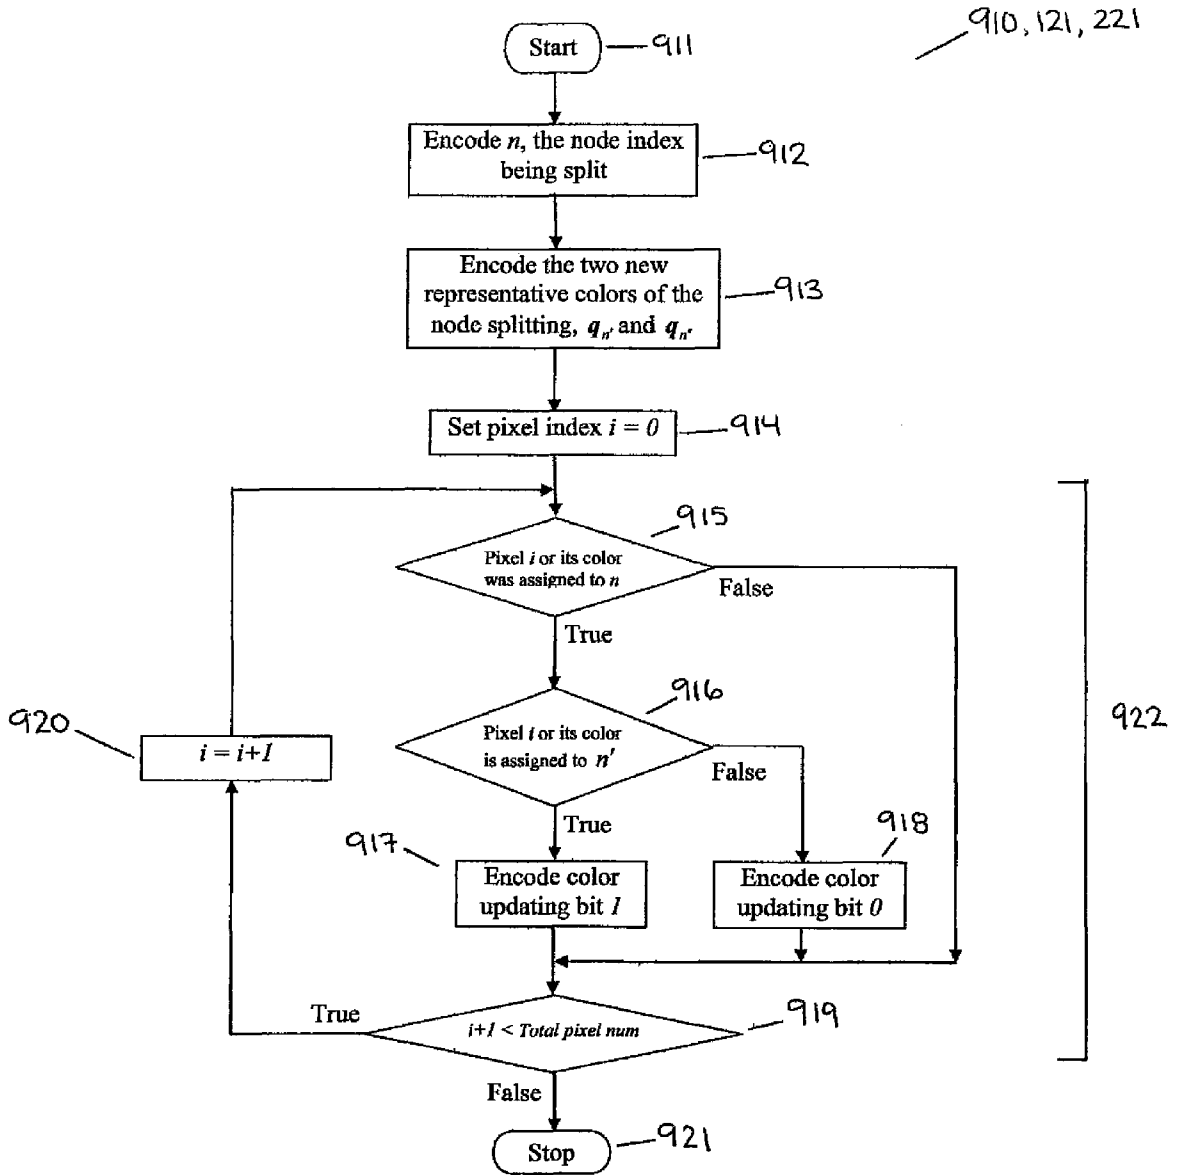 910, 121, 221
Start
911
Encode n, the node index
being split
912
Encode the two new
representative colors of the
node splitting, qn' and qn"
913
Set pixel index i = 0
914
915
Pixel i or its color
was assigned to n
False
True
916
Pixel i or its color
is assigned to n'
False
True
922
920
i = i+1
917
918
Encode color
updating bit 1
Encode color
updating bit 0
919
True
i+1 < Total pixel num
False
Stop
921